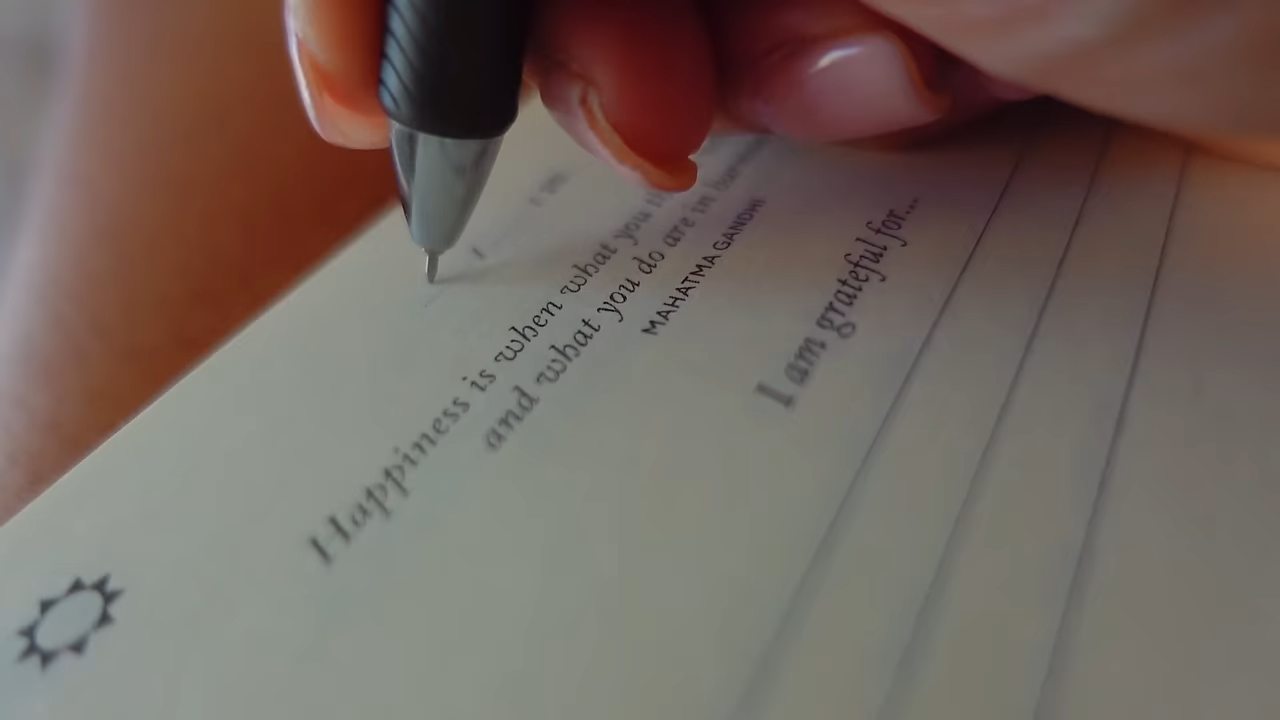 Happiness is when what you
and what you do are in
MAHATMA GANDHI
I am grateful for...